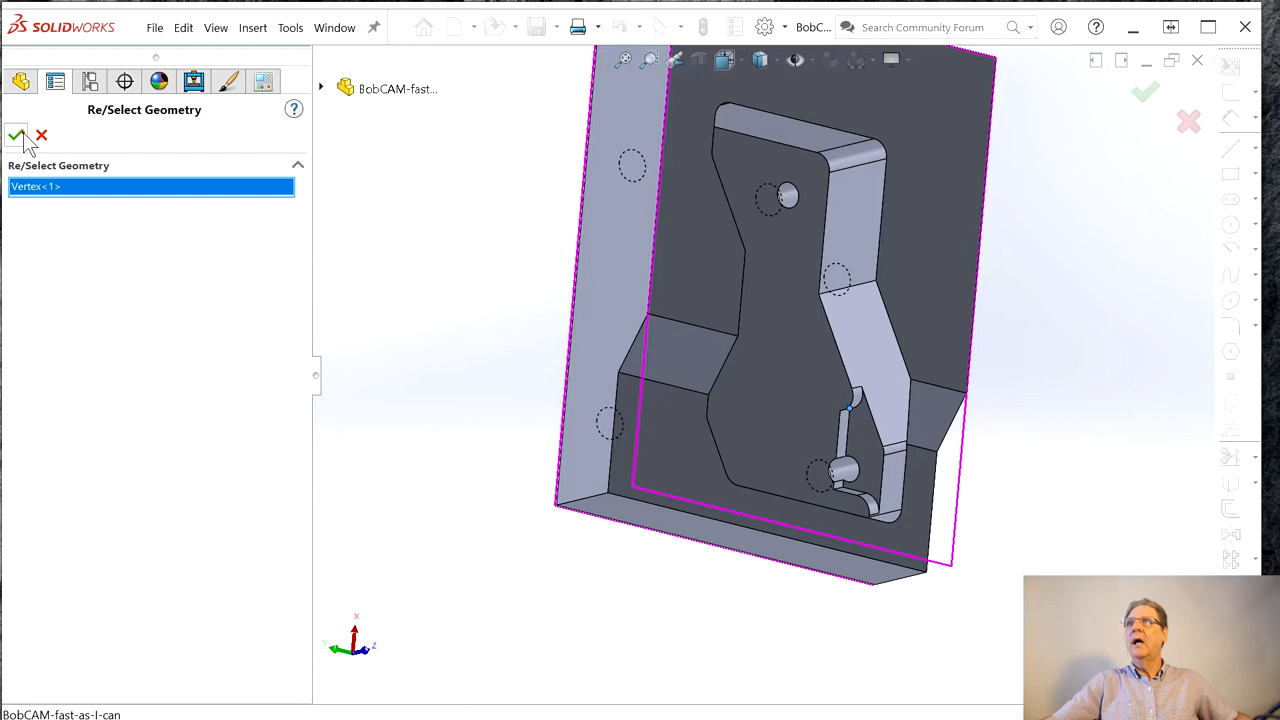 SOLIDWORKS File Edit View Insert Tools Window BobC... Search Community Forum ?
Re/Select Geometry ?
BobCAM-fast...
Re/Select Geometry
Vertex<1>
X
Y
Z
BobCAM-fast-as-I-can